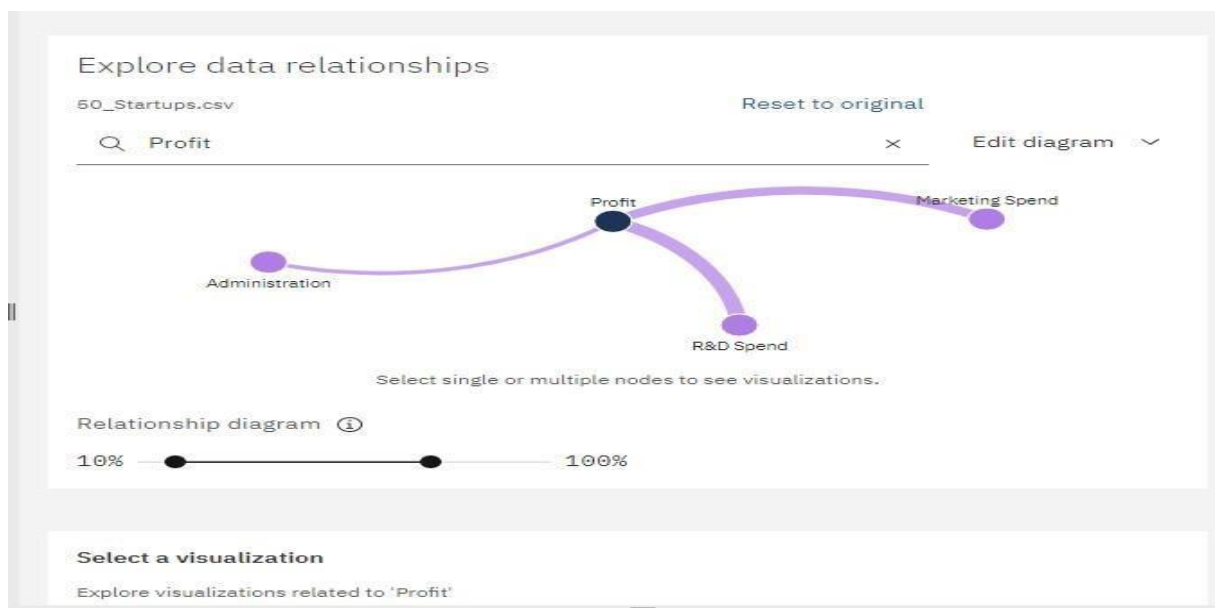 Explore data relationships
50_Startups.csv
Reset to original
Profit
Edit diagram
Profit
Marketing Spend
Administration
R&D Spend
Select single or multiple nodes to see visualizations.
Relationship diagram
10% 100%
Select a visualization
Explore visualizations related to 'Profit'